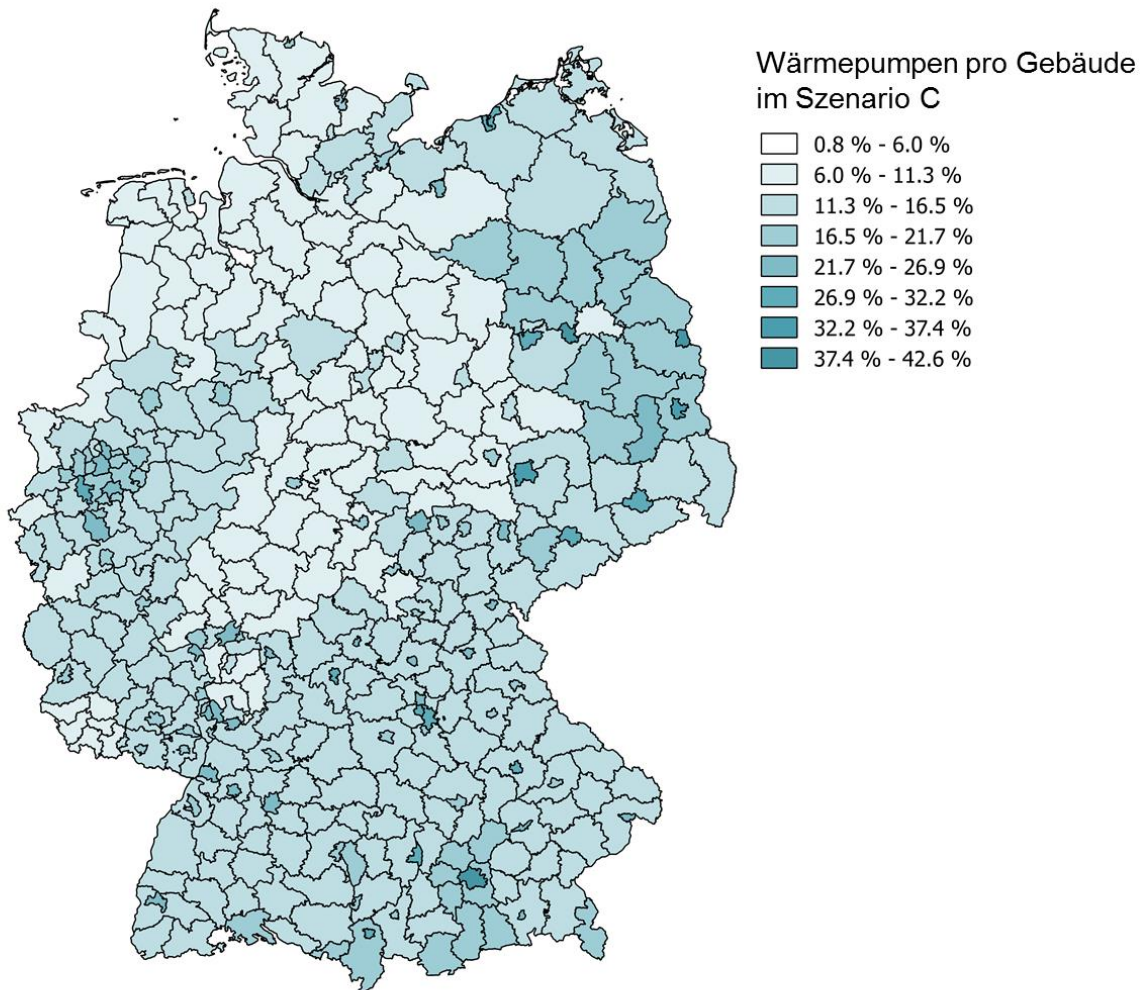 Wärmepumpen pro Gebäude
im Szenario C
0.8 % - 6.0 %
6.0 % - 11.3 %
11.3 % - 16.5 %
16.5 % - 21.7 %
21.7 % - 26.9 %
26.9 % - 32.2 %
32.2 % - 37.4 %
37.4 % - 42.6 %